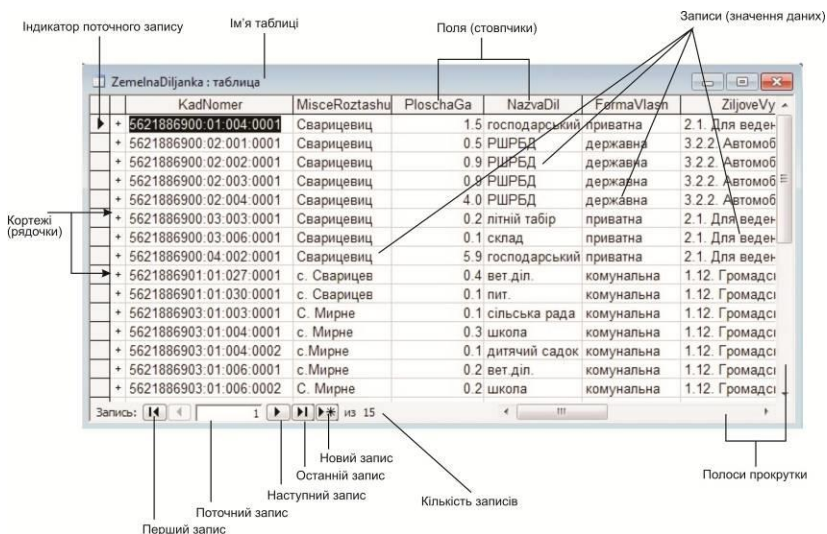 Індикатор поточного запису
Ім'я таблиці
Поля (стовпчики)
Записи (значення даних)
ZemelnaDiljanka : таблица
KadNomer MisceRoztashu PloschaGa NazvaDil FormaVlasn ZiljoveVy
+ 5621886900:01:004:0001 Сварицевиц 1.5 господарський приватна 2.1. Для веден
+ 5621886900:02:001:0001 Сварицевиц 0.5 РШРБД державна 3.2.2. Автомоб
+ 5621886900:02:002:0001 Сварицевиц 0.9 РШРБД державна 3.2.2. Автомоб
+ 5621886900:02:003:0001 Сварицевиц 0.9 РШРБД державна 3.2.2. Автомоб
+ 5621886900:02:004:0001 Сварицевиц 4.0 РШРБД державна 3.2.2. Автомоб
+ 5621886900:03:003:0001 Сварицевиц 0.2 літній табір приватна 2.1. Для веден
+ 5621886900:03:006:0001 Сварицевиц 0.1 склад приватна 2.1. Для веден
+ 5621886900:04:002:0001 Сварицевиц 5.9 господарський приватна 2.1. Для веден
+ 5621886901:01:027:0001 с. Сварицев 0.4 вет.діл. комунальна 1.12. Громадсі
+ 5621886901:01:030:0001 с. Сварицев 0.1 пит. комунальна 1.12. Громадсі
+ 5621886903:01:003:0001 С. Мирне 0.1 сільська рада комунальна 1.12. Громадсі
+ 5621886903:01:004:0001 с. Мирне 0.3 школа комунальна 1.12. Громадсі
+ 5621886903:01:004:0002 с.Мирне 0.1 дитячий садок комунальна 1.12. Громадсі
+ 5621886903:01:006:0001 с.Мирне 0.2 вет.діл. комунальна 1.12. Громадсі
+ 5621886903:01:006:0002 С. Мирне 0.2 школа комунальна 1.12. Громадсі
Кортежі
(рядочки)
Запись: 1 из 15
Новий запис
Останній запис
Наступний запис
Поточний запис
Перший запис
Кількість записів
Полоси прокрутки